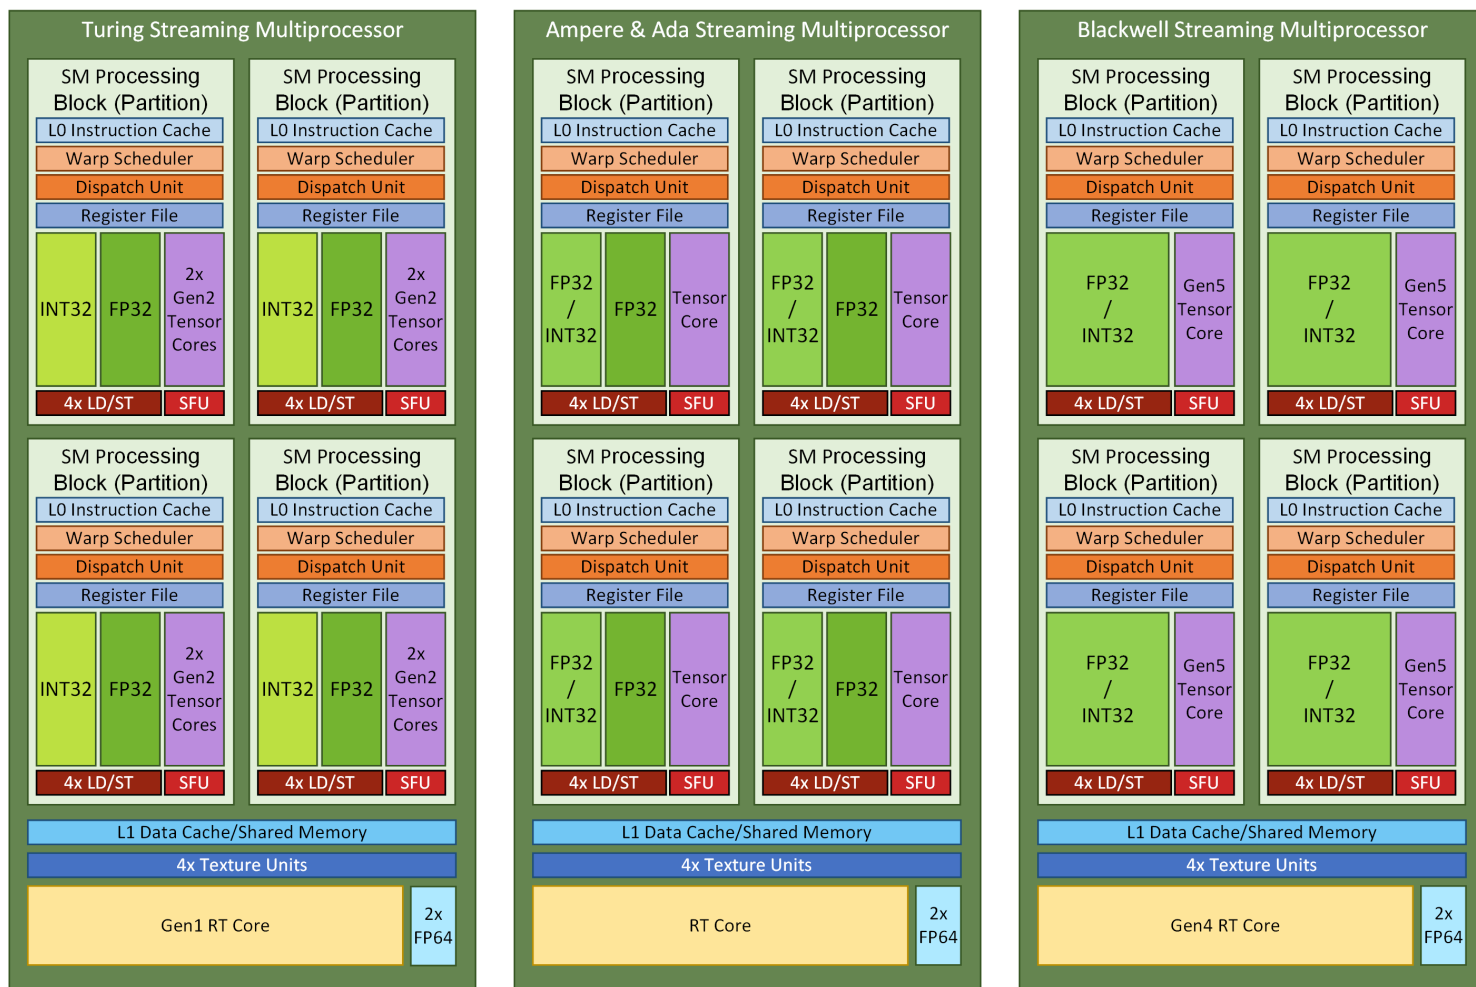 Turing Streaming Multiprocessor
SM Processing
Block (Partition)
L0 Instruction Cache
Warp Scheduler
Dispatch Unit
Register File
INT32
FP32
2x
Gen2
Tensor
Cores
4x LD/ST
SFU
SM Processing
Block (Partition)
L0 Instruction Cache
Warp Scheduler
Dispatch Unit
Register File
INT32
FP32
2x
Gen2
Tensor
Cores
4x LD/ST
SFU
SM Processing
Block (Partition)
L0 Instruction Cache
Warp Scheduler
Dispatch Unit
Register File
INT32
FP32
2x
Gen2
Tensor
Cores
4x LD/ST
SFU
SM Processing
Block (Partition)
L0 Instruction Cache
Warp Scheduler
Dispatch Unit
Register File
INT32
FP32
2x
Gen2
Tensor
Cores
4x LD/ST
SFU
L1 Data Cache/Shared Memory
4x Texture Units
Gen1 RT Core
2x
FP64
Ampere & Ada Streaming Multiprocessor
SM Processing
Block (Partition)
L0 Instruction Cache
Warp Scheduler
Dispatch Unit
Register File
FP32
/
INT32
FP32
Tensor
Core
4x LD/ST
SFU
SM Processing
Block (Partition)
L0 Instruction Cache
Warp Scheduler
Dispatch Unit
Register File
FP32
/
INT32
FP32
Tensor
Core
4x LD/ST
SFU
SM Processing
Block (Partition)
L0 Instruction Cache
Warp Scheduler
Dispatch Unit
Register File
FP32
/
INT32
FP32
Tensor
Core
4x LD/ST
SFU
SM Processing
Block (Partition)
L0 Instruction Cache
Warp Scheduler
Dispatch Unit
Register File
FP32
/
INT32
FP32
Tensor
Core
4x LD/ST
SFU
L1 Data Cache/Shared Memory
4x Texture Units
RT Core
2x
FP64
Blackwell Streaming Multiprocessor
SM Processing
Block (Partition)
L0 Instruction Cache
Warp Scheduler
Dispatch Unit
Register File
FP32
/
INT32
Gen5
Tensor
Core
4x LD/ST
SFU
SM Processing
Block (Partition)
L0 Instruction Cache
Warp Scheduler
Dispatch Unit
Register File
FP32
/
INT32
Gen5
Tensor
Core
4x LD/ST
SFU
SM Processing
Block (Partition)
L0 Instruction Cache
Warp Scheduler
Dispatch Unit
Register File
FP32
/
INT32
Gen5
Tensor
Core
4x LD/ST
SFU
SM Processing
Block (Partition)
L0 Instruction Cache
Warp Scheduler
Dispatch Unit
Register File
FP32
/
INT32
Gen5
Tensor
Core
4x LD/ST
SFU
L1 Data Cache/Shared Memory
4x Texture Units
Gen4 RT Core
2x
FP64